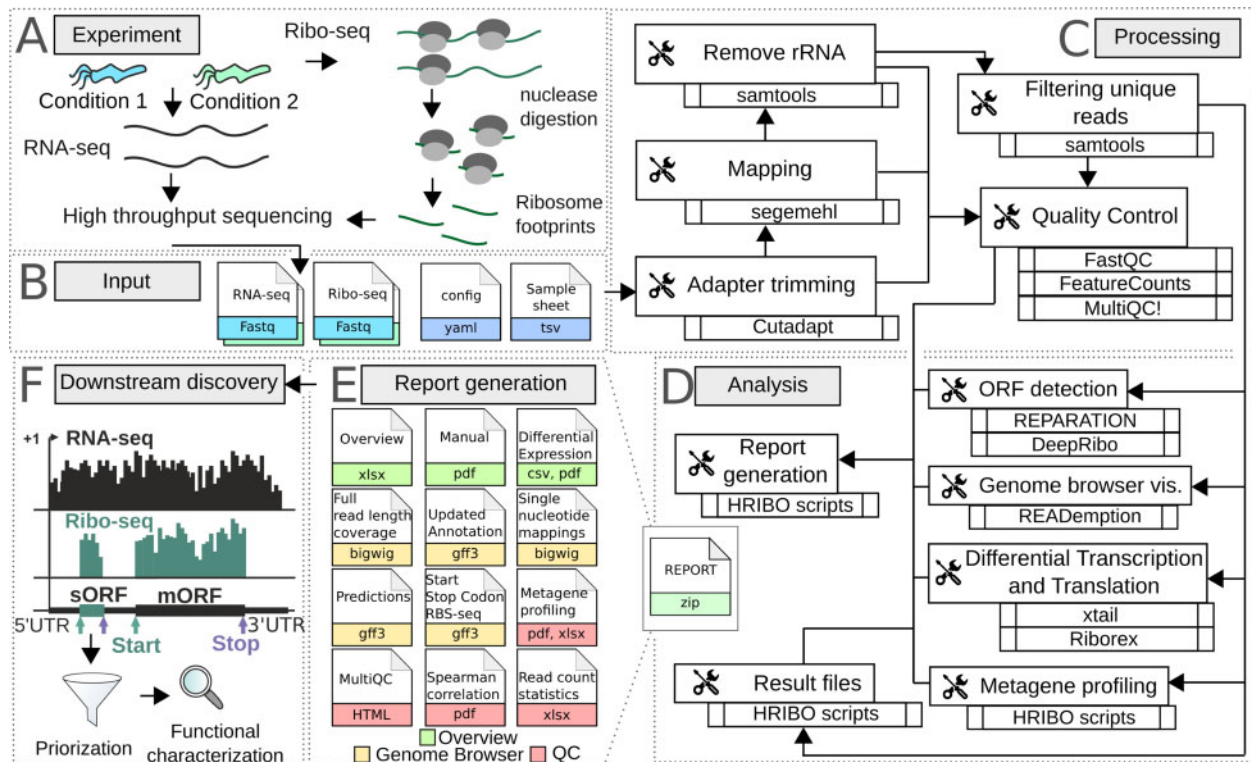 A
Experiment
Condition 1
Condition 2
RNA-seq
Ribo-seq
nuclease
digestion
Ribosome
footprints
High throughput sequencing
B
Input
RNA-seq
Fastq
Ribo-seq
Fastq
config
yaml
Sample
sheet
tsv
C
Processing
Remove rRNA
samtools
Mapping
segemehl
Adapter trimming
Cutadapt
Filtering unique
reads
samtools
Quality Control
FastQC
FeatureCounts
MultiQC!
D
Analysis
ORF detection
REPARATION
DeepRibo
Genome browser vis.
READemption
Differential Transcription
and Translation
xtail
Riborex
Metagene profiling
HRIBO scripts
Report
generation
HRIBO scripts
Result files
HRIBO scripts
REPORT
zip
E
Report generation
Overview
xlsx
Manual
pdf
Differential
Expression
csv, pdf
Full
read length
coverage
bigwig
Updated
Annotation
gff3
Single
nucleotide
mappings
bigwig
Predictions
gff3
Start
Stop Codon
RBS-seq
gff3
Metagene
profiling
pdf, xlsx
MultiQC
HTML
Spearman
correlation
pdf
Read count
statistics
xlsx
Overview
Genome Browser
QC
F
Downstream discovery
+1
RNA-seq
Ribo-seq
sORF
mORF
5'UTR
3'UTR
Start
Stop
Priorization
Functional
characterization